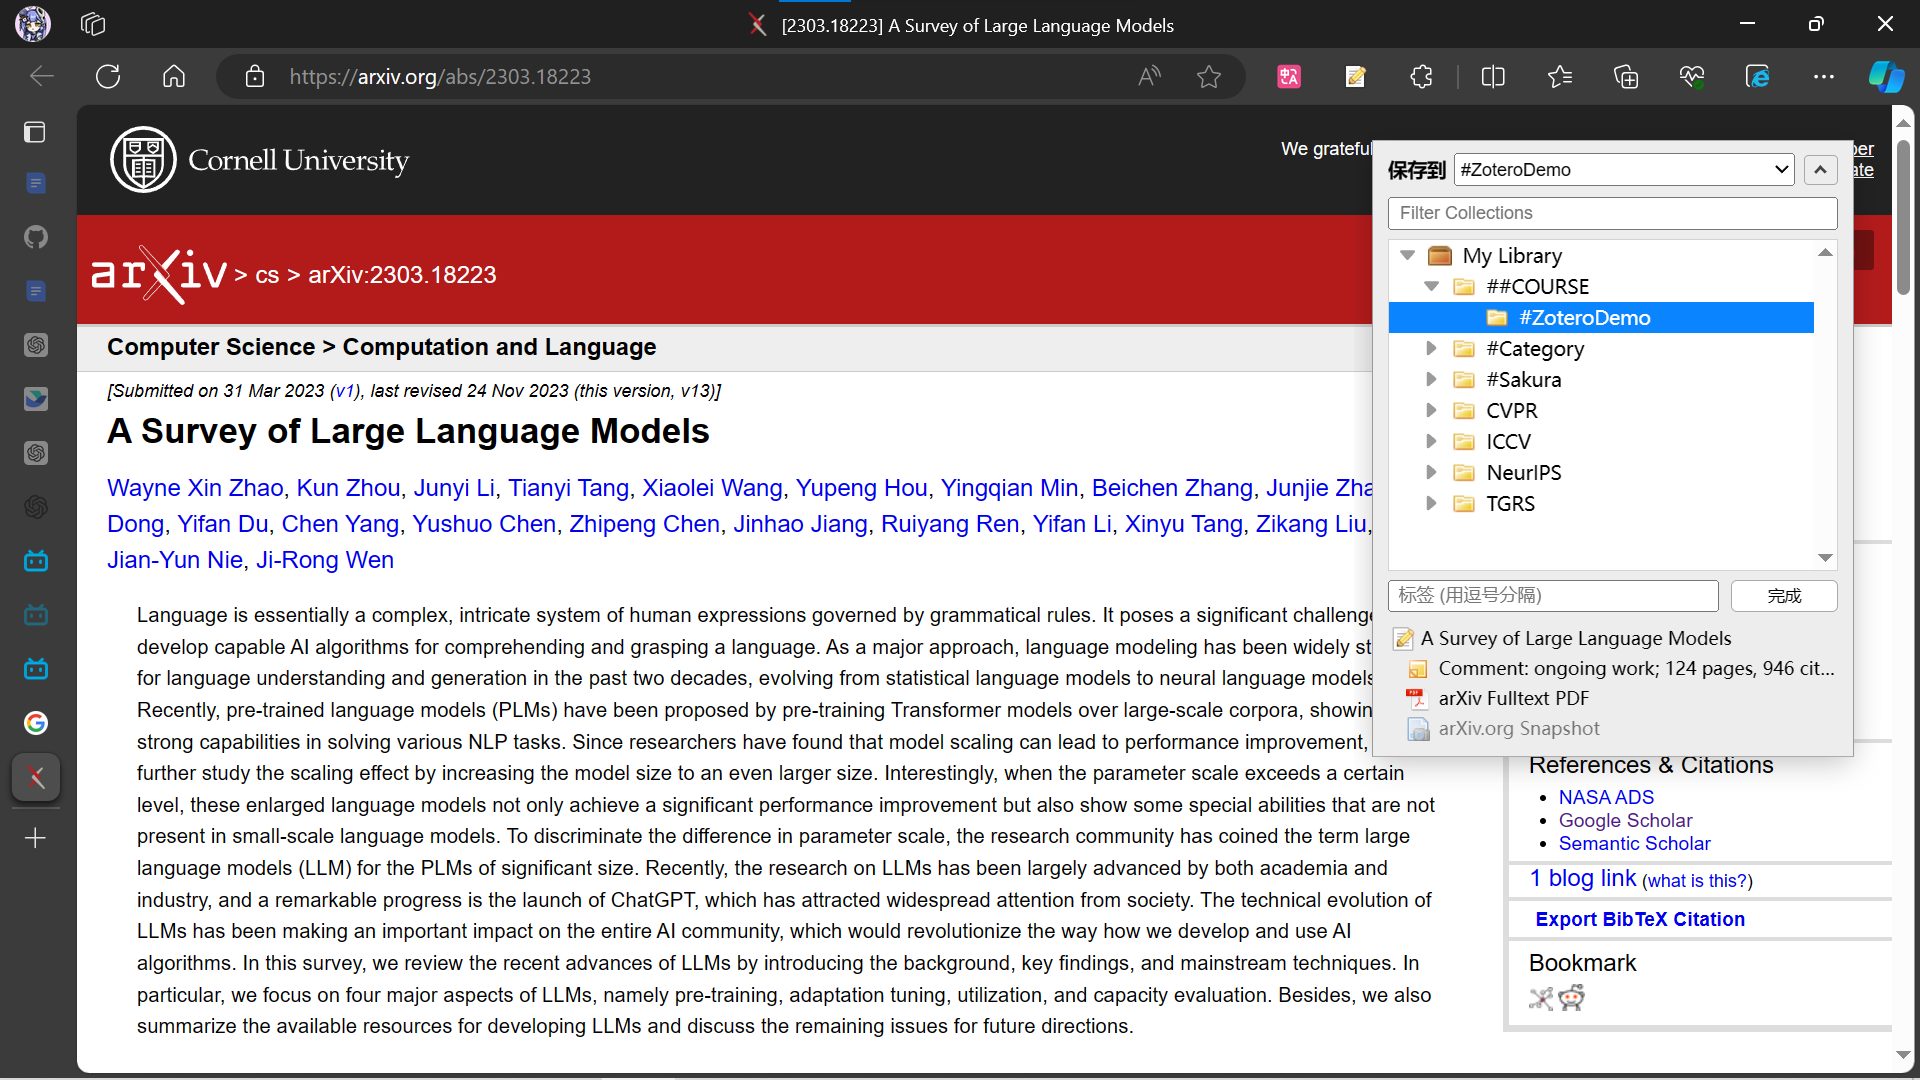 [2303.18223] A Survey of Large Language Models
https://arxiv.org/abs/2303.18223
Cornell University
We grateful
ate
arXiv > cs > arXiv:2303.18223
Computer Science > Computation and Language
[Submitted on 31 Mar 2023 (v1), last revised 24 Nov 2023 (this version, v13)]
A Survey of Large Language Models
Wayne Xin Zhao, Kun Zhou, Junyi Li, Tianyi Tang, Xiaolei Wang, Yupeng Hou, Yingqian Min, Beichen Zhang, Junjie Zha
Dong, Yifan Du, Chen Yang, Yushuo Chen, Zhipeng Chen, Jinhao Jiang, Ruiyang Ren, Yifan Li, Xinyu Tang, Zikang Liu,
Jian-Yun Nie, Ji-Rong Wen
Language is essentially a complex, intricate system of human expressions governed by grammatical rules. It poses a significant challenge
develop capable AI algorithms for comprehending and grasping a language. As a major approach, language modeling has been widely st
for language understanding and generation in the past two decades, evolving from statistical language models to neural language models
Recently, pre-trained language models (PLMs) have been proposed by pre-training Transformer models over large-scale corpora, showin
strong capabilities in solving various NLP tasks. Since researchers have found that model scaling can lead to performance improvement,
further study the scaling effect by increasing the model size to an even larger size. Interestingly, when the parameter scale exceeds a certain
level, these enlarged language models not only achieve a significant performance improvement but also show some special abilities that are not
present in small-scale language models. To discriminate the difference in parameter scale, the research community has coined the term large
language models (LLM) for the PLMs of significant size. Recently, the research on LLMs has been largely advanced by both academia and
industry, and a remarkable progress is the launch of ChatGPT, which has attracted widespread attention from society. The technical evolution of
LLMs has been making an important impact on the entire AI community, which would revolutionize the way how we develop and use AI
algorithms. In this survey, we review the recent advances of LLMs by introducing the background, key findings, and mainstream techniques. In
particular, we focus on four major aspects of LLMs, namely pre-training, adaptation tuning, utilization, and capacity evaluation. Besides, we also
summarize the available resources for developing LLMs and discuss the remaining issues for future directions.
保存到 #ZoteroDemo
Filter Collections
My Library
##COURSE
#ZoteroDemo
#Category
#Sakura
CVPR
ICCV
NeurIPS
TGRS
标签 (用逗号分隔)
完成
A Survey of Large Language Models
Comment: ongoing work; 124 pages, 946 cit...
arXiv Fulltext PDF
arXiv.org Snapshot
References & Citations
NASA ADS
Google Scholar
Semantic Scholar
1 blog link (what is this?)
Export BibTeX Citation
Bookmark